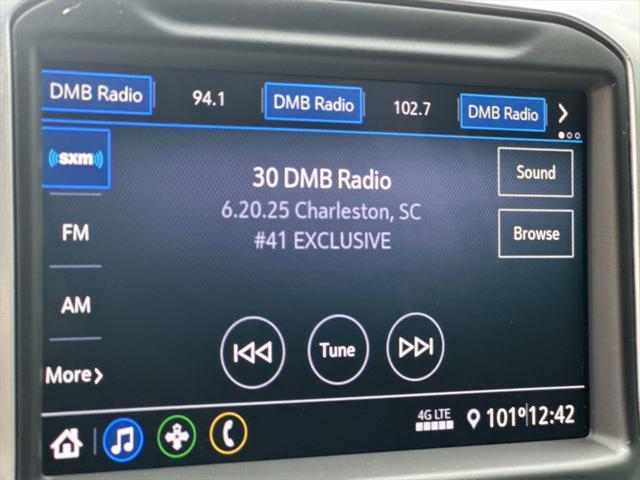 DMB Radio 94.1 DMB Radio 102.7 DMB Radio
sxm
30 DMB Radio
Sound
6.20.25 Charleston, SC
FM
#41 EXCLUSIVE
Browse
AM
Tune
More
4G LTE
101° 12:42